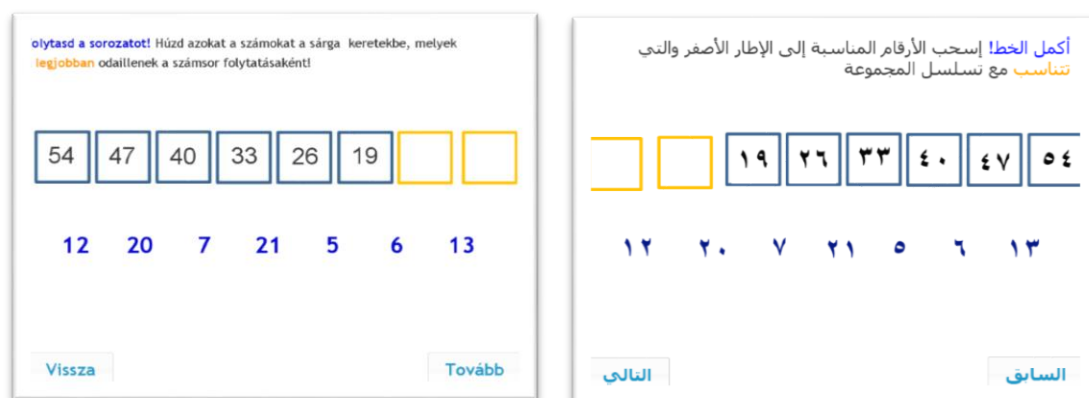 olytasd a sorozatot! Húzd azokat a számokat a sárga keretekbe, melyek
legjobban odaillenek a számsor folytatásaként!
54 47 40 33 26 19
12 20 7 21 5 6 13
Vissza Tovább
أكمل الخط! إسحب الأرقام المناسبة إلى الإطار الأصفر والتي
تتناسب مع تسلسل المجموعة
٥٤ ٤٧ ٤٠ ٣٣ ٢٦ ١٩
١٣ ٦ ٥ ٢١ ٧ ٢٠ ١٢
السابق التالي